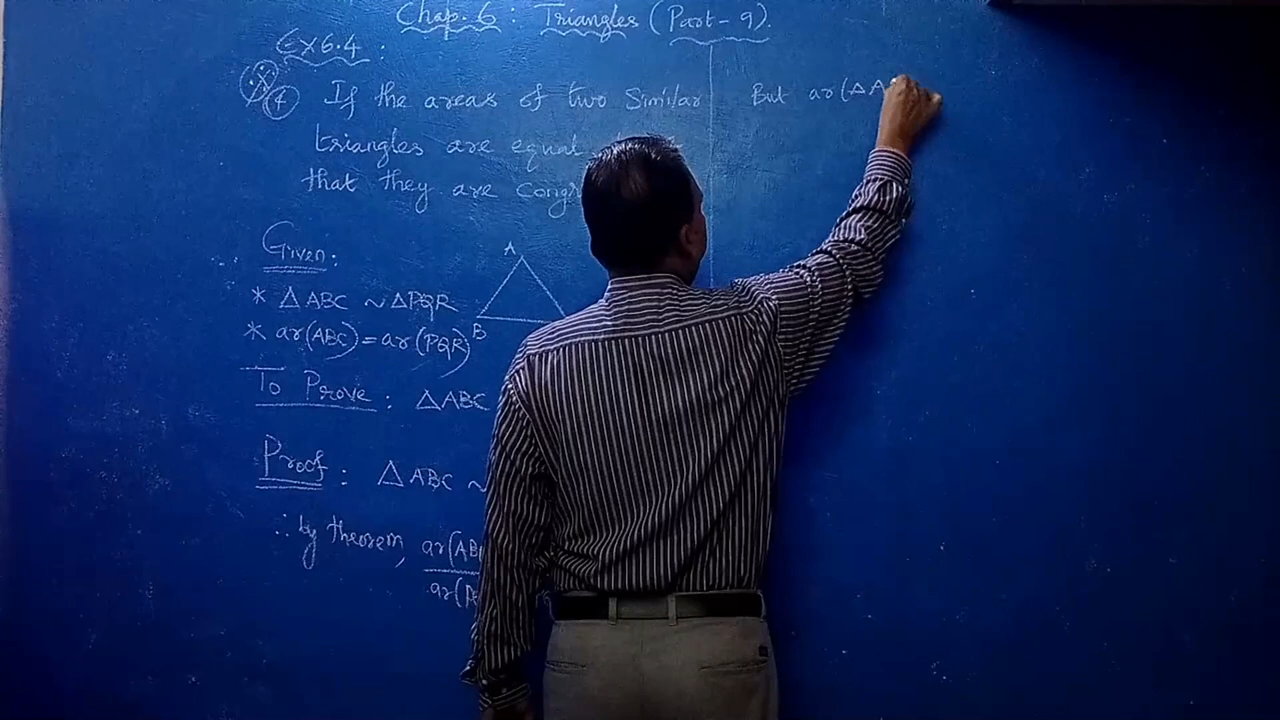 Chap. 6 : Triangles (Part - 9).
Ex 6.4 :
4 If the areas of two Similar
triangles are equal
that they are congr
Given:
* △ABC ~ △PQR
* ar(ABC) = ar(PQR)
To Prove : △ABC
Proof : △ABC ~
∴ by theorem, ar(AB
ar(P
A
B
But ar(△A